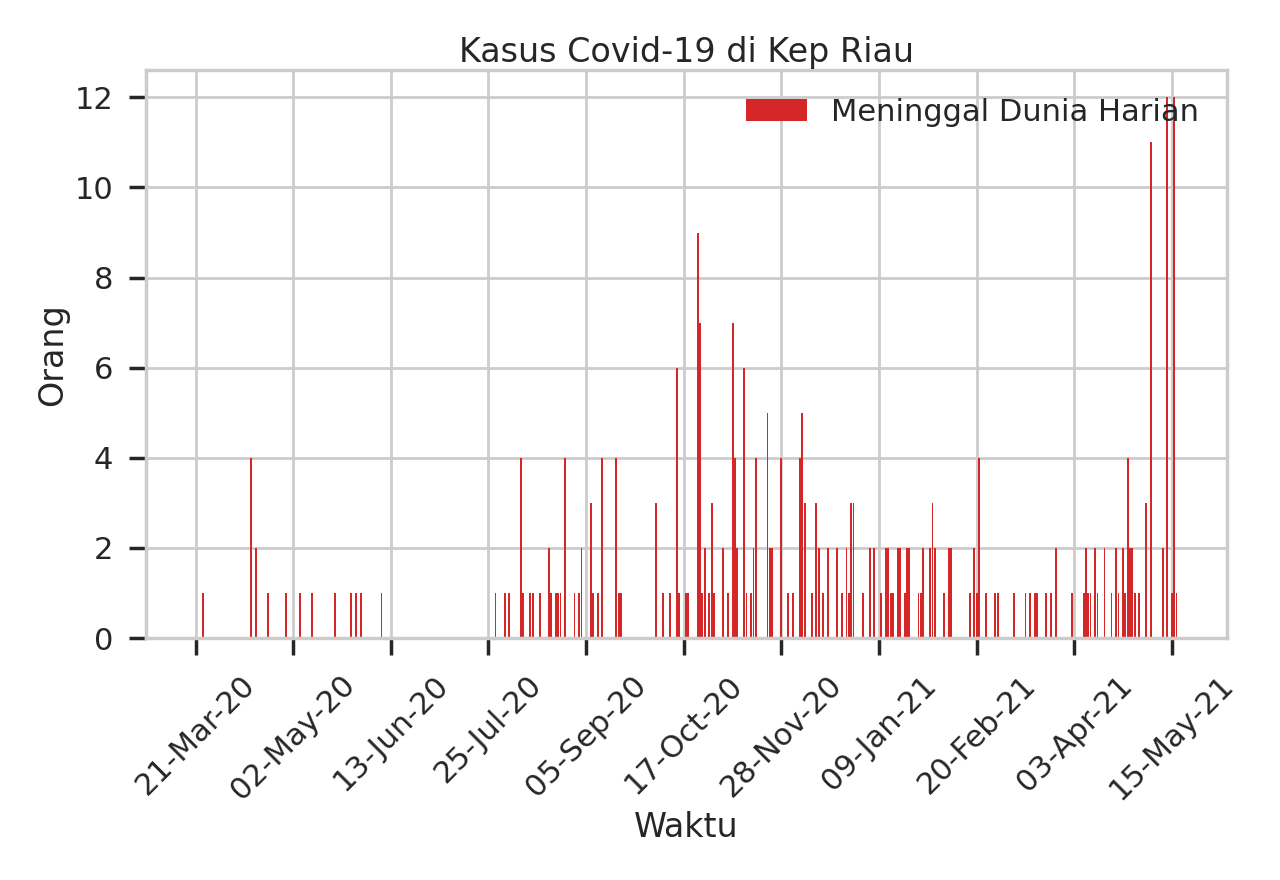 Kasus Covid-19 di Kep Riau
Meninggal Dunia Harian
Orang
12
10
8
6
4
2
0
21-Mar-20
02-May-20
13-Jun-20
25-Jul-20
05-Sep-20
17-Oct-20
28-Nov-20
09-Jan-21
20-Feb-21
03-Apr-21
15-May-21
Waktu